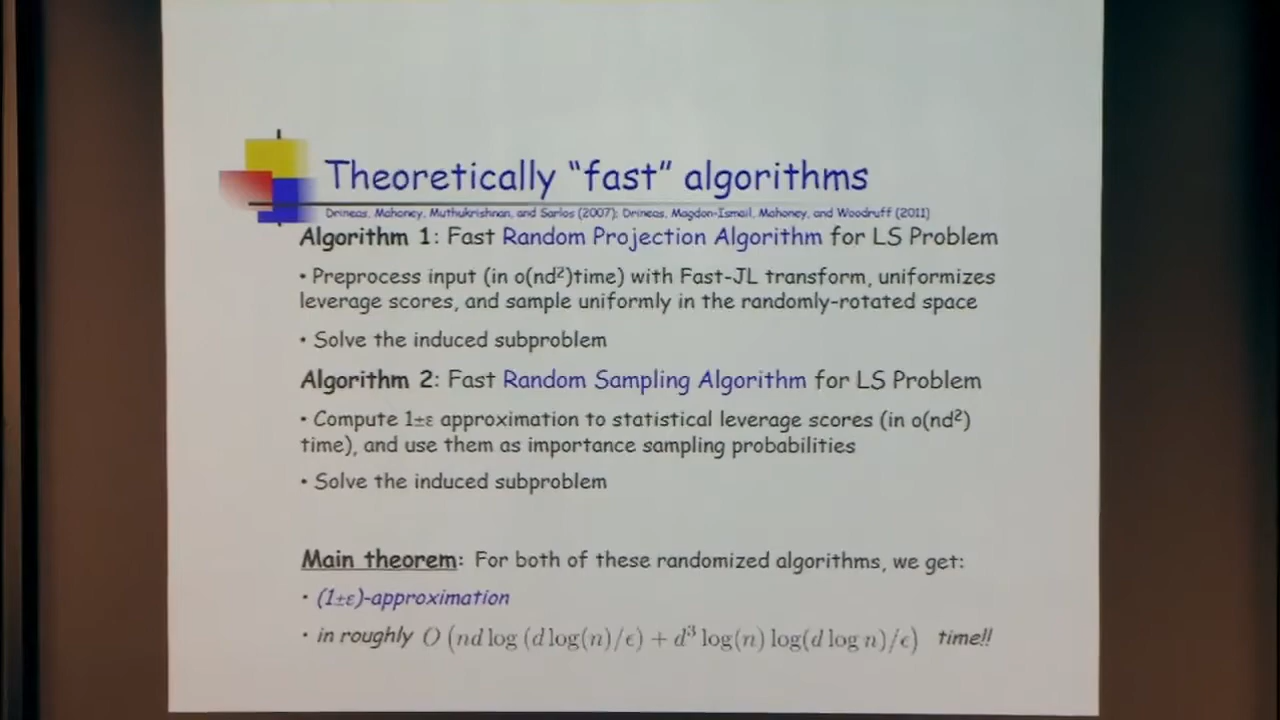 Theoretically “fast” algorithms
Drineas, Mahoney, Muthukrishnan, and Sarlos (2007); Drineas, Magdon-Ismail, Mahoney, and Woodruff (2011)
Algorithm 1: Fast Random Projection Algorithm for LS Problem
• Preprocess input (in o(nd²)time) with Fast-JL transform, uniformizes
leverage scores, and sample uniformly in the randomly-rotated space
• Solve the induced subproblem
Algorithm 2: Fast Random Sampling Algorithm for LS Problem
• Compute 1±ε approximation to statistical leverage scores (in o(nd²)
time), and use them as importance sampling probabilities
• Solve the induced subproblem
Main theorem: For both of these randomized algorithms, we get:
• (1±ε)-approximation
• in roughly O (nd log (d log(n)/ϵ) + d³ log(n) log(d log n)/ϵ) time!!